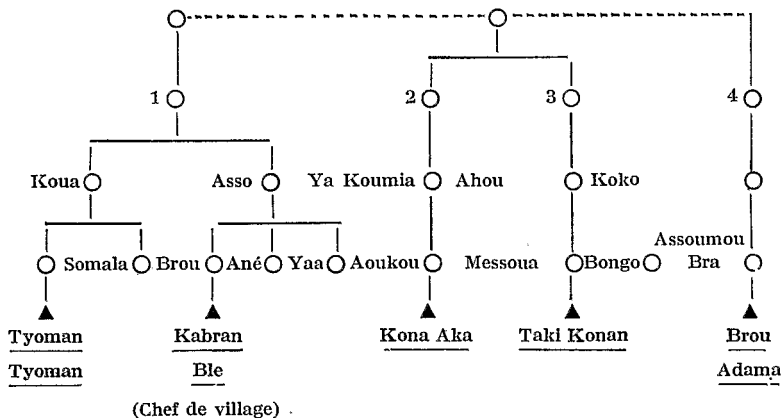 1 2 3 4
Koua Asso Ya Koumia Ahou Koko
Assoumou
Somala Brou Ané Yaa Aoukou Messoua Bongo Bra
Tyoman Kabran Kona Aka Taki Konan Brou
Tyoman Ble Adama
(Chef de village)